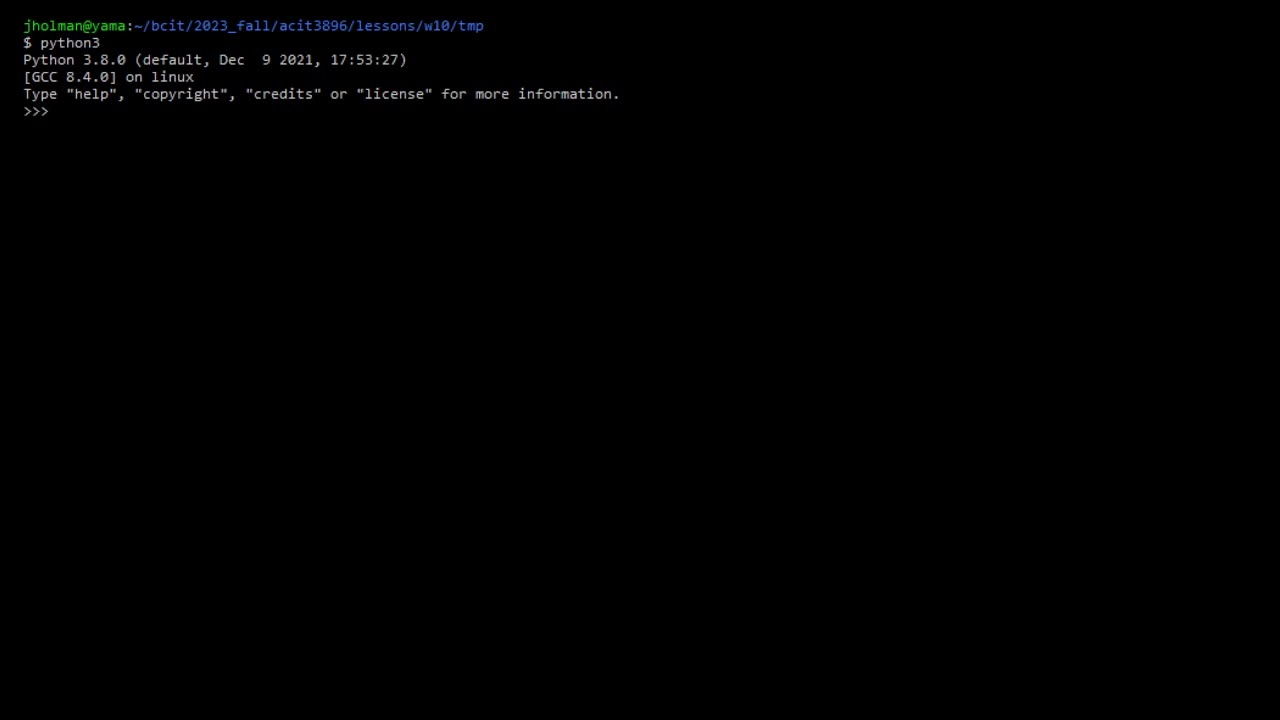 jholman@yama:~/bcit/2023_fall/acit3896/lessons/w10/tmp
$ python3
Python 3.8.0 (default, Dec  9 2021, 17:53:27)
[GCC 8.4.0] on linux
Type "help", "copyright", "credits" or "license" for more information.
>>>